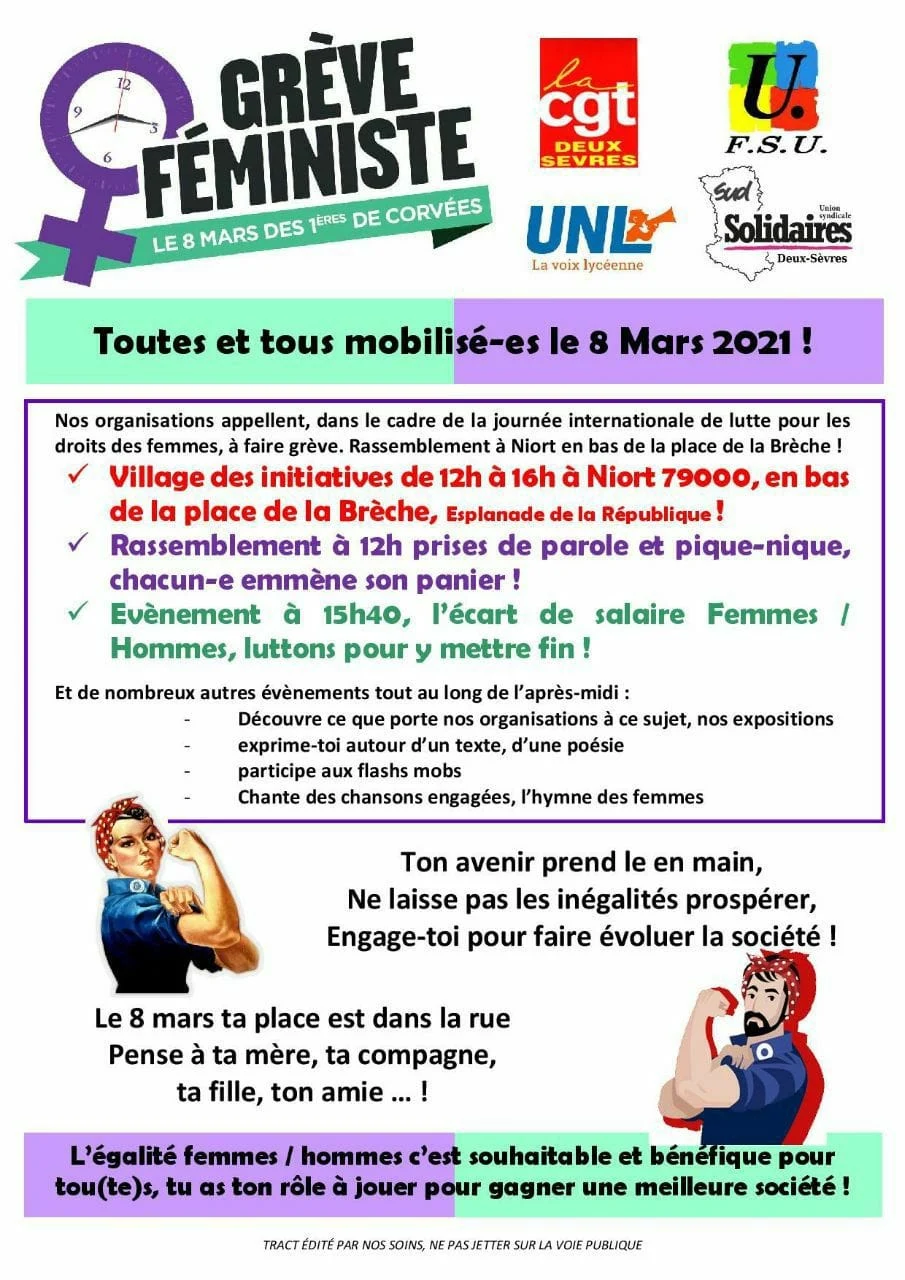 GRÈVE
FÉMINISTE
LE 8 MARS DES 1ÈRES DE CORVÉES
12
3
6
9
la
cgt
DEUX
SEVRES
U.
F.S.U.
UNL
La voix lycéenne
Sud
Union
syndicale
Solidaires
Deux-Sèvres
Toutes et tous mobilisé-es le 8 Mars 2021 !
Nos organisations appellent, dans le cadre de la journée internationale de lutte pour les
droits des femmes, à faire grève. Rassemblement à Niort en bas de la place de la Brèche !
✓ Village des initiatives de 12h à 16h à Niort 79000, en bas
de la place de la Brèche, Esplanade de la République !
✓ Rassemblement à 12h prises de parole et pique-nique,
chacun-e emmène son panier !
✓ Evènement à 15h40, l’écart de salaire Femmes /
Hommes, luttons pour y mettre fin !
Et de nombreux autres évènements tout au long de l’après-midi :
- Découvre ce que porte nos organisations à ce sujet, nos expositions
- exprime-toi autour d’un texte, d’une poésie
- participe aux flashs mobs
- Chante des chansons engagées, l’hymne des femmes
Ton avenir prend le en main,
Ne laisse pas les inégalités prospérer,
Engage-toi pour faire évoluer la société !
Le 8 mars ta place est dans la rue
Pense à ta mère, ta compagne,
ta fille, ton amie … !
L’égalité femmes / hommes c’est souhaitable et bénéfique pour
tou(te)s, tu as ton rôle à jouer pour gagner une meilleure société !
TRACT ÉDITÉ PAR NOS SOINS, NE PAS JETTER SUR LA VOIE PUBLIQUE